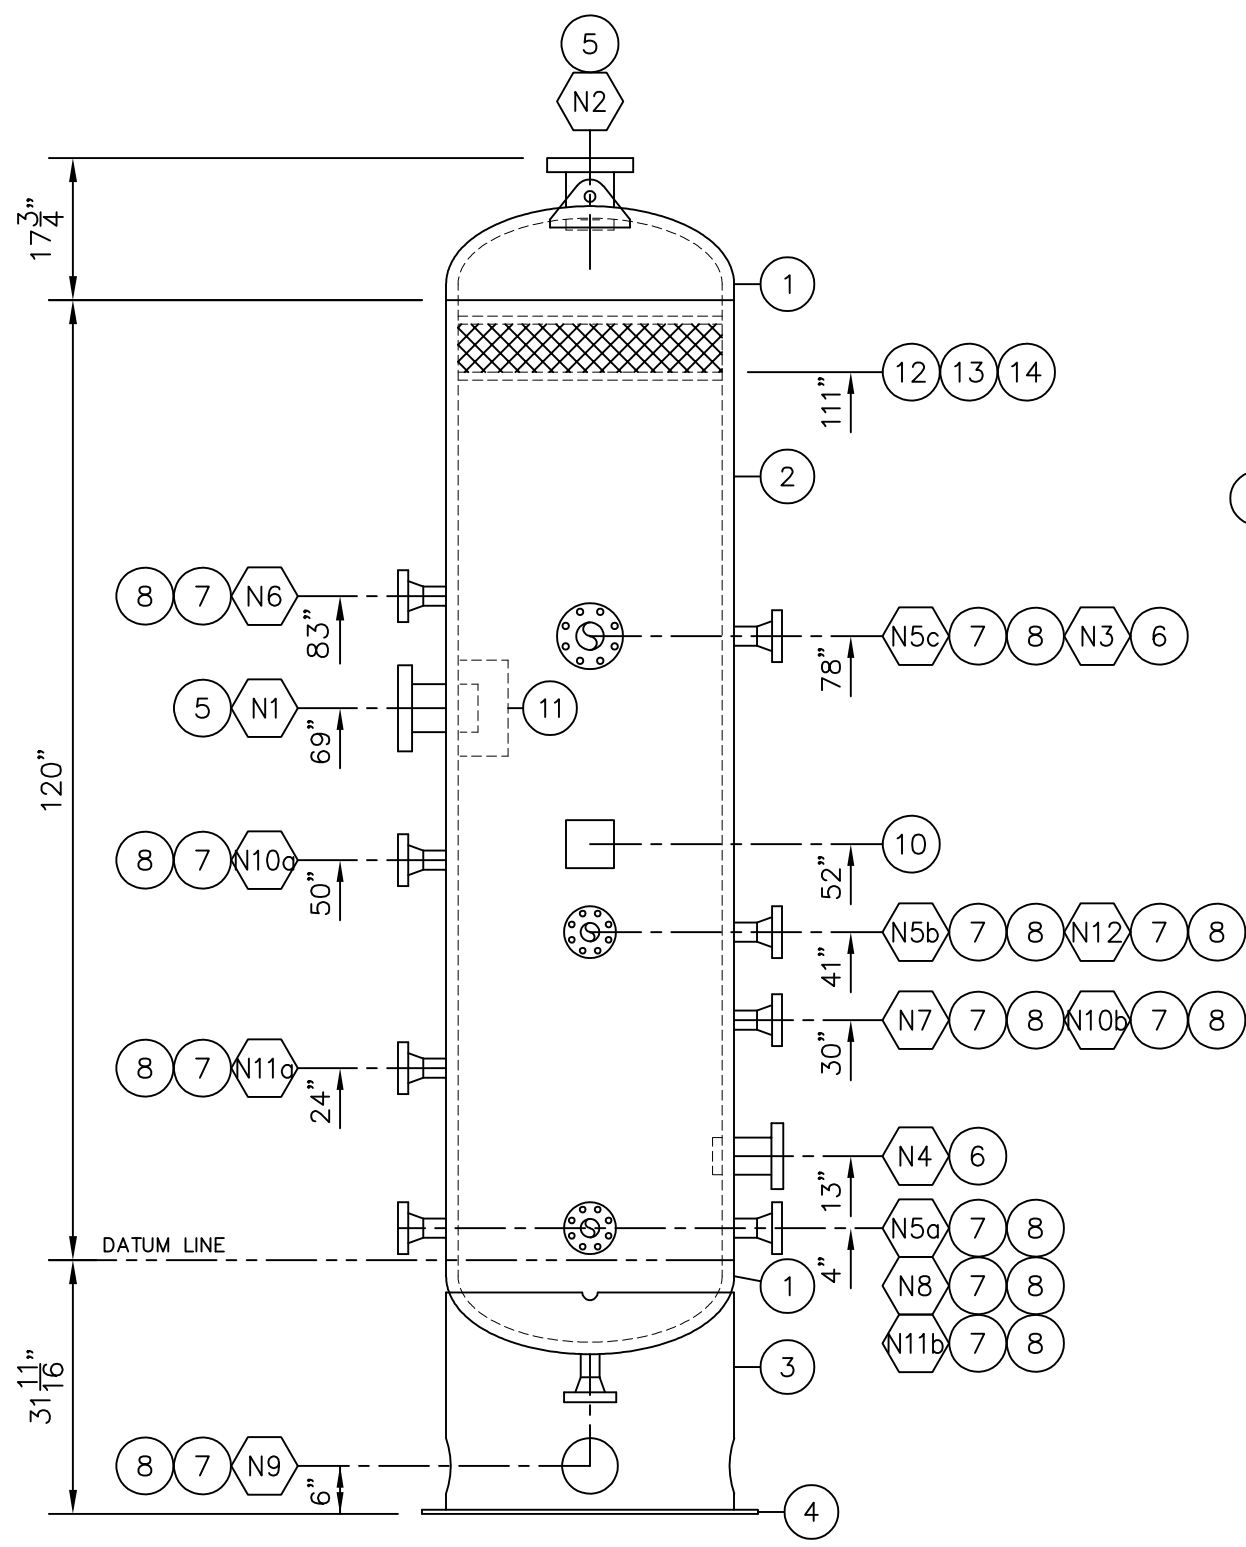 5
N2
17 3/4"
1
12 13 14
111"
2
8 7 N6
83"
N5c 7 8 N3 6
78"
5 N1
69"
11
120"
8 7 N10a
50"
10
52"
N5b 7 8 N12 7 8
41"
N7 7 8 N10b 7 8
30"
8 7 N11a
24"
N4 6
13"
N5a 7 8
4"
DATUM LINE
N8 7 8
1
N11b 7 8
3
31 11/16"
8 7 N9
6"
4